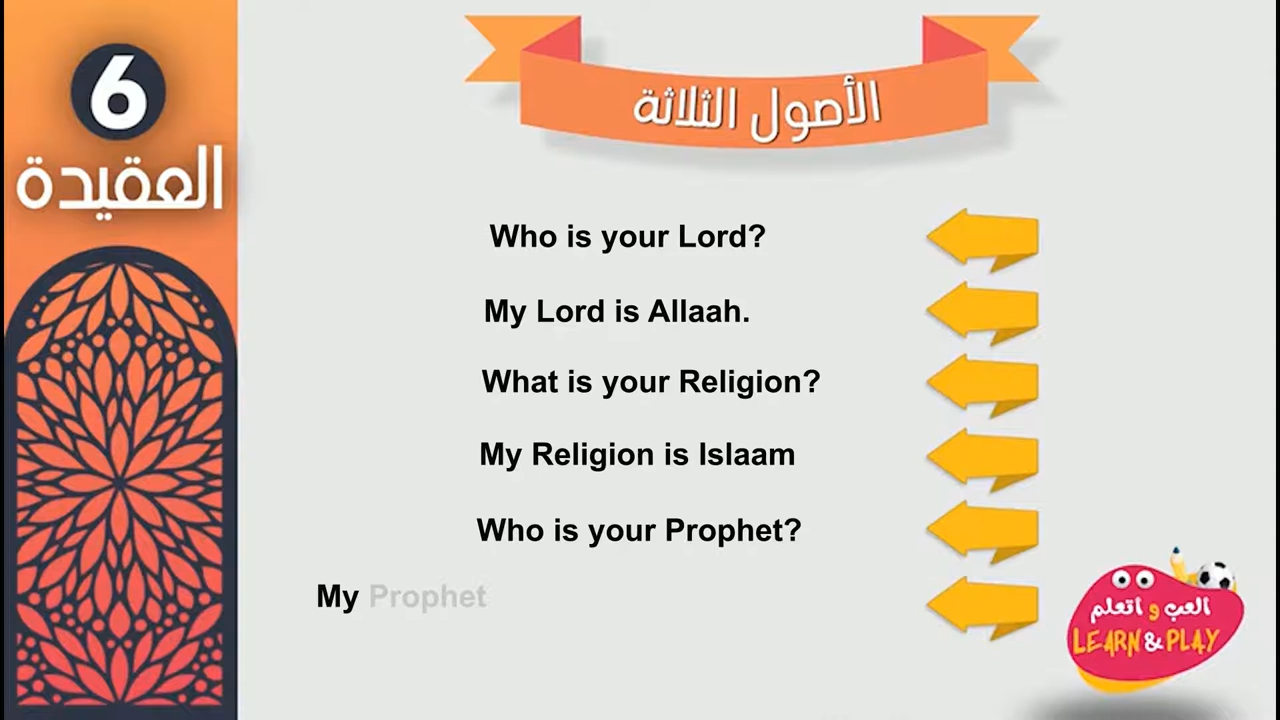 6
العقيدة
الأصول الثلاثة
Who is your Lord?
My Lord is Allaah.
What is your Religion?
My Religion is Islaam
Who is your Prophet?
My Prophet
العب و اتعلم
LEARN & PLAY